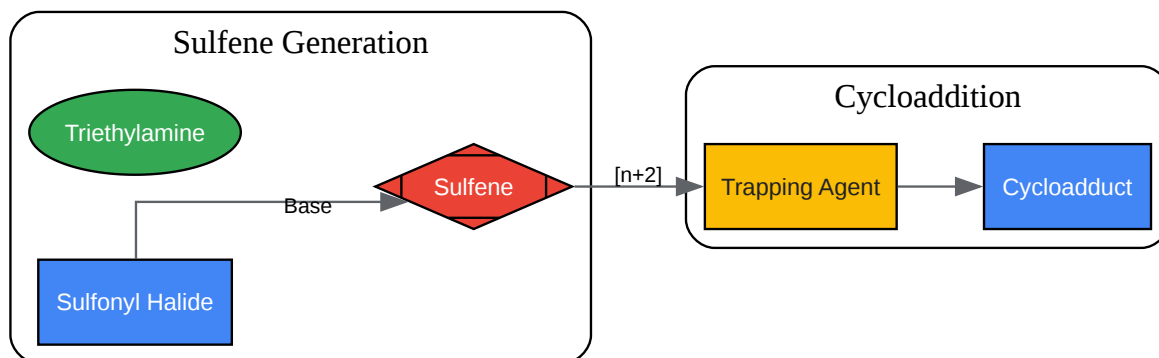 Sulfene Generation
Triethylamine
Sulfonyl Halide
Base
Sulfene
[n+2]
Cycloaddition
Trapping Agent
Cycloadduct